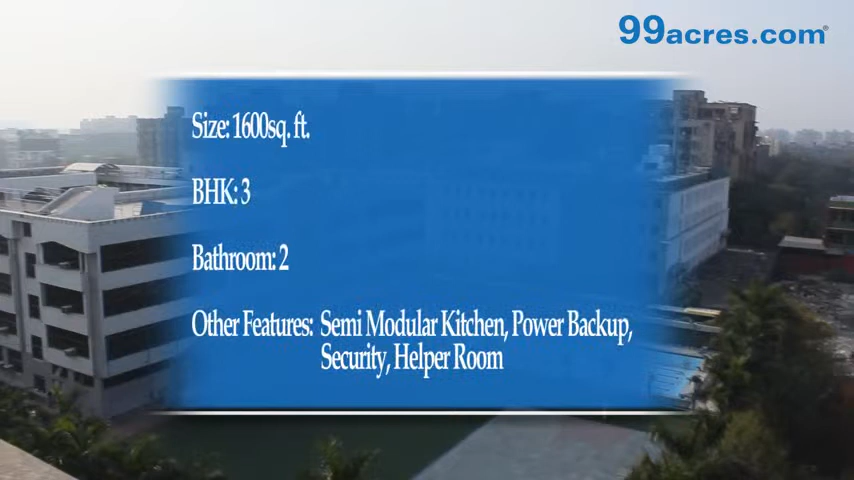 99acres.com
Size: 1600sq. ft.
BHK: 3
Bathroom: 2
Other Features: Semi Modular Kitchen, Power Backup,
Security, Helper Room